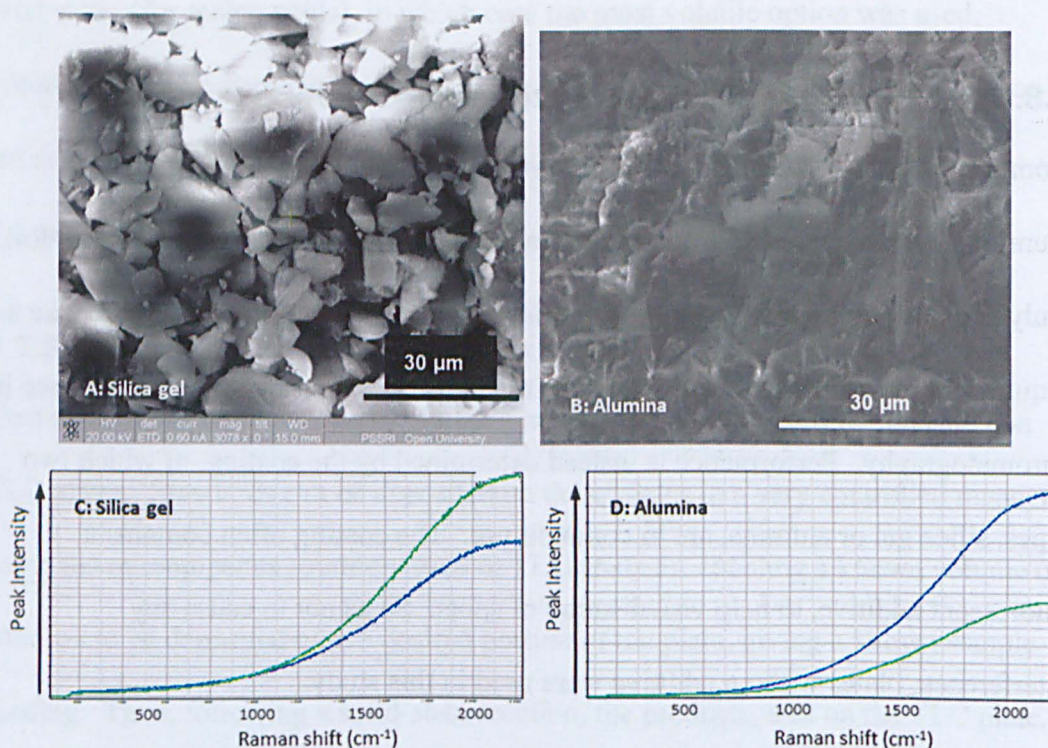 A: Silica gel
30 µm
HV det curr mag tilt WD
20.00 kV ETD 0.60 nA 3078 x 0 ° 15.0 mm PSSRI Open University
B: Alumina
30 µm
C: Silica gel
Peak Intensity
500 1000 1500 2000
Raman shift (cm⁻¹)
D: Alumina
Peak Intensity
500 1000 1500 2000
Raman shift (cm⁻¹)